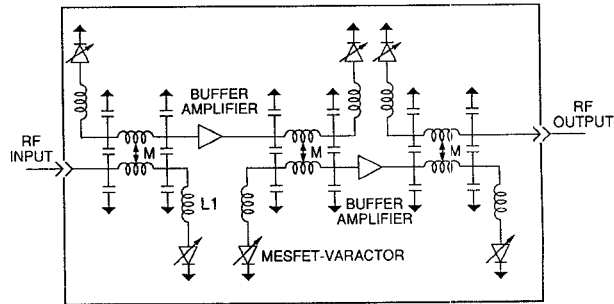 BUFFER
AMPLIFIER
RF
INPUT
RF
OUTPUT
M
M
M
L1
BUFFER
AMPLIFIER
MESFET-VARACTOR